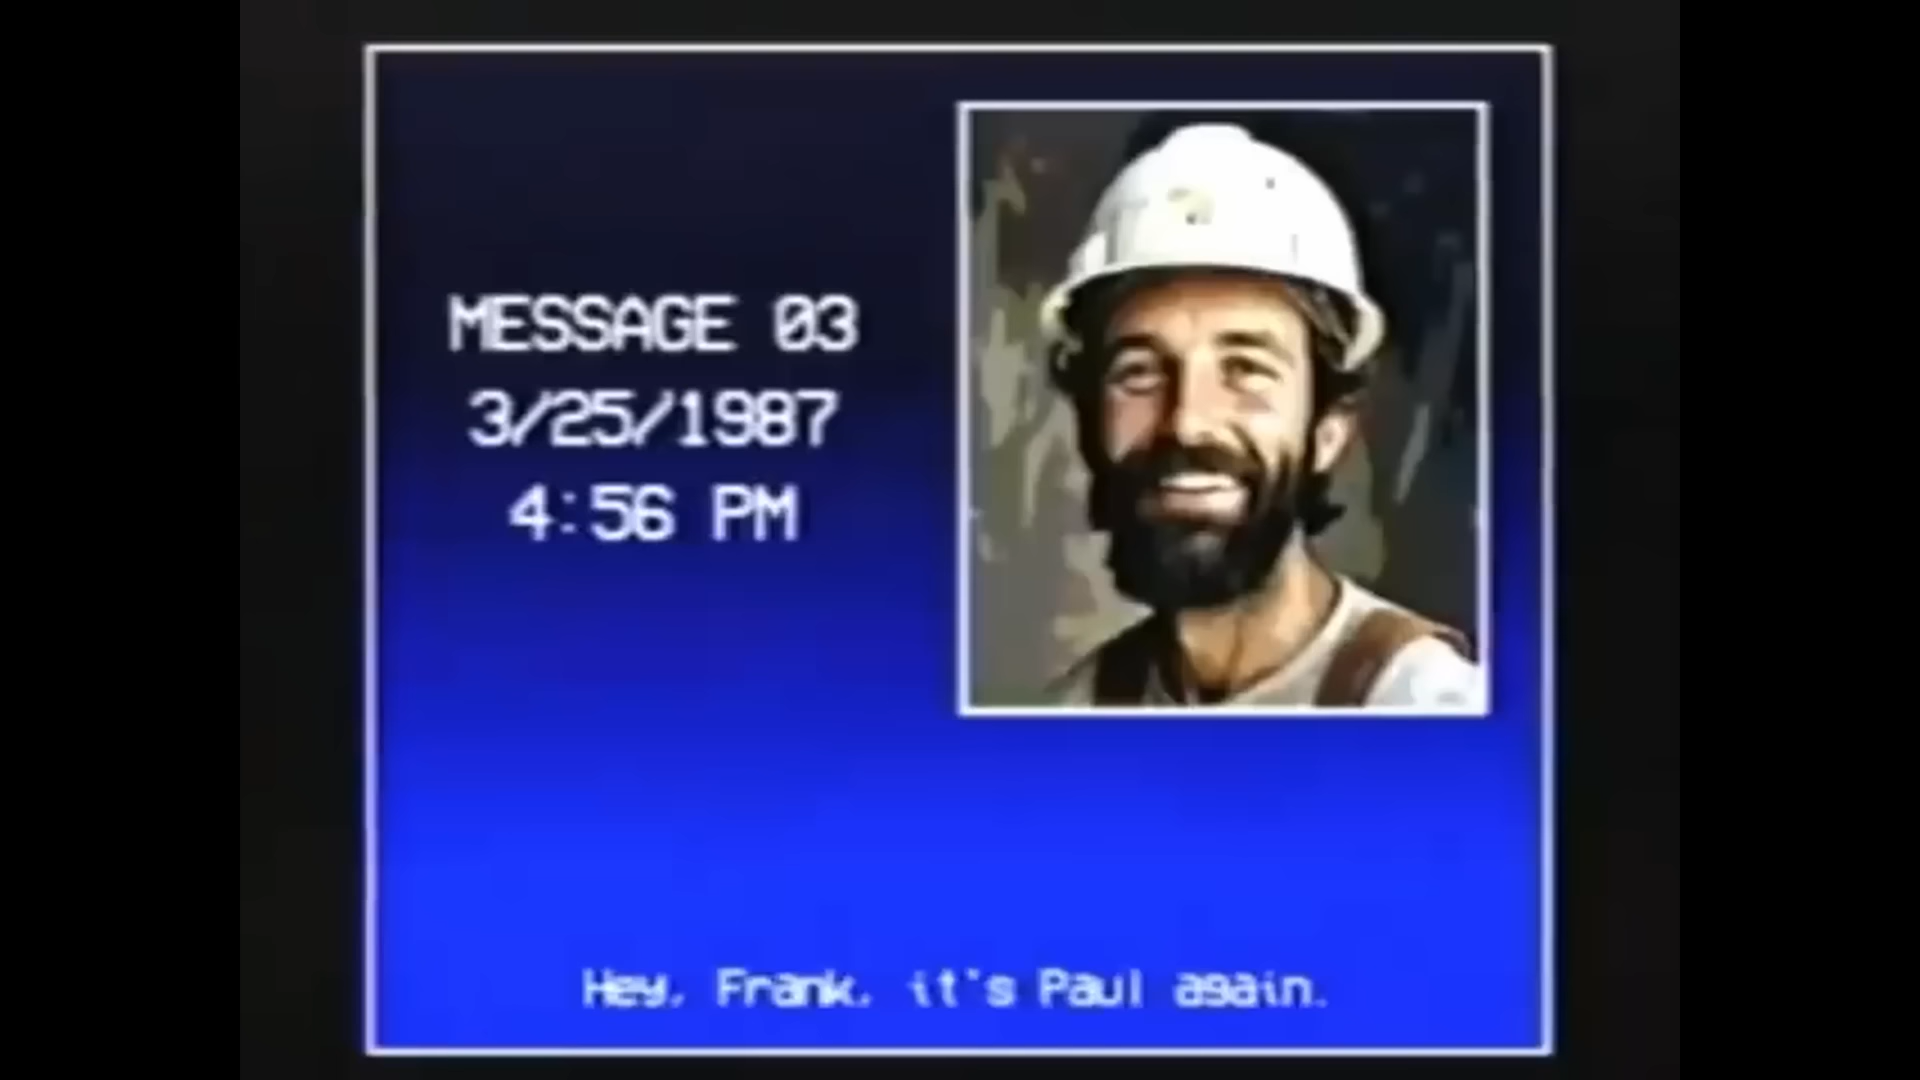 MESSAGE 03
3/25/1987
4:56 PM
Hey, Frank, it's Paul again.